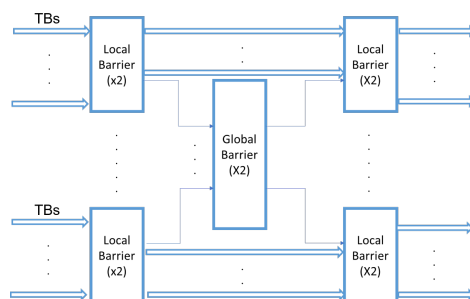 TBs
Local
Barrier
(x2)
Local
Barrier
(X2)
Global
Barrier
(X2)
TBs
Local
Barrier
(x2)
Local
Barrier
(X2)